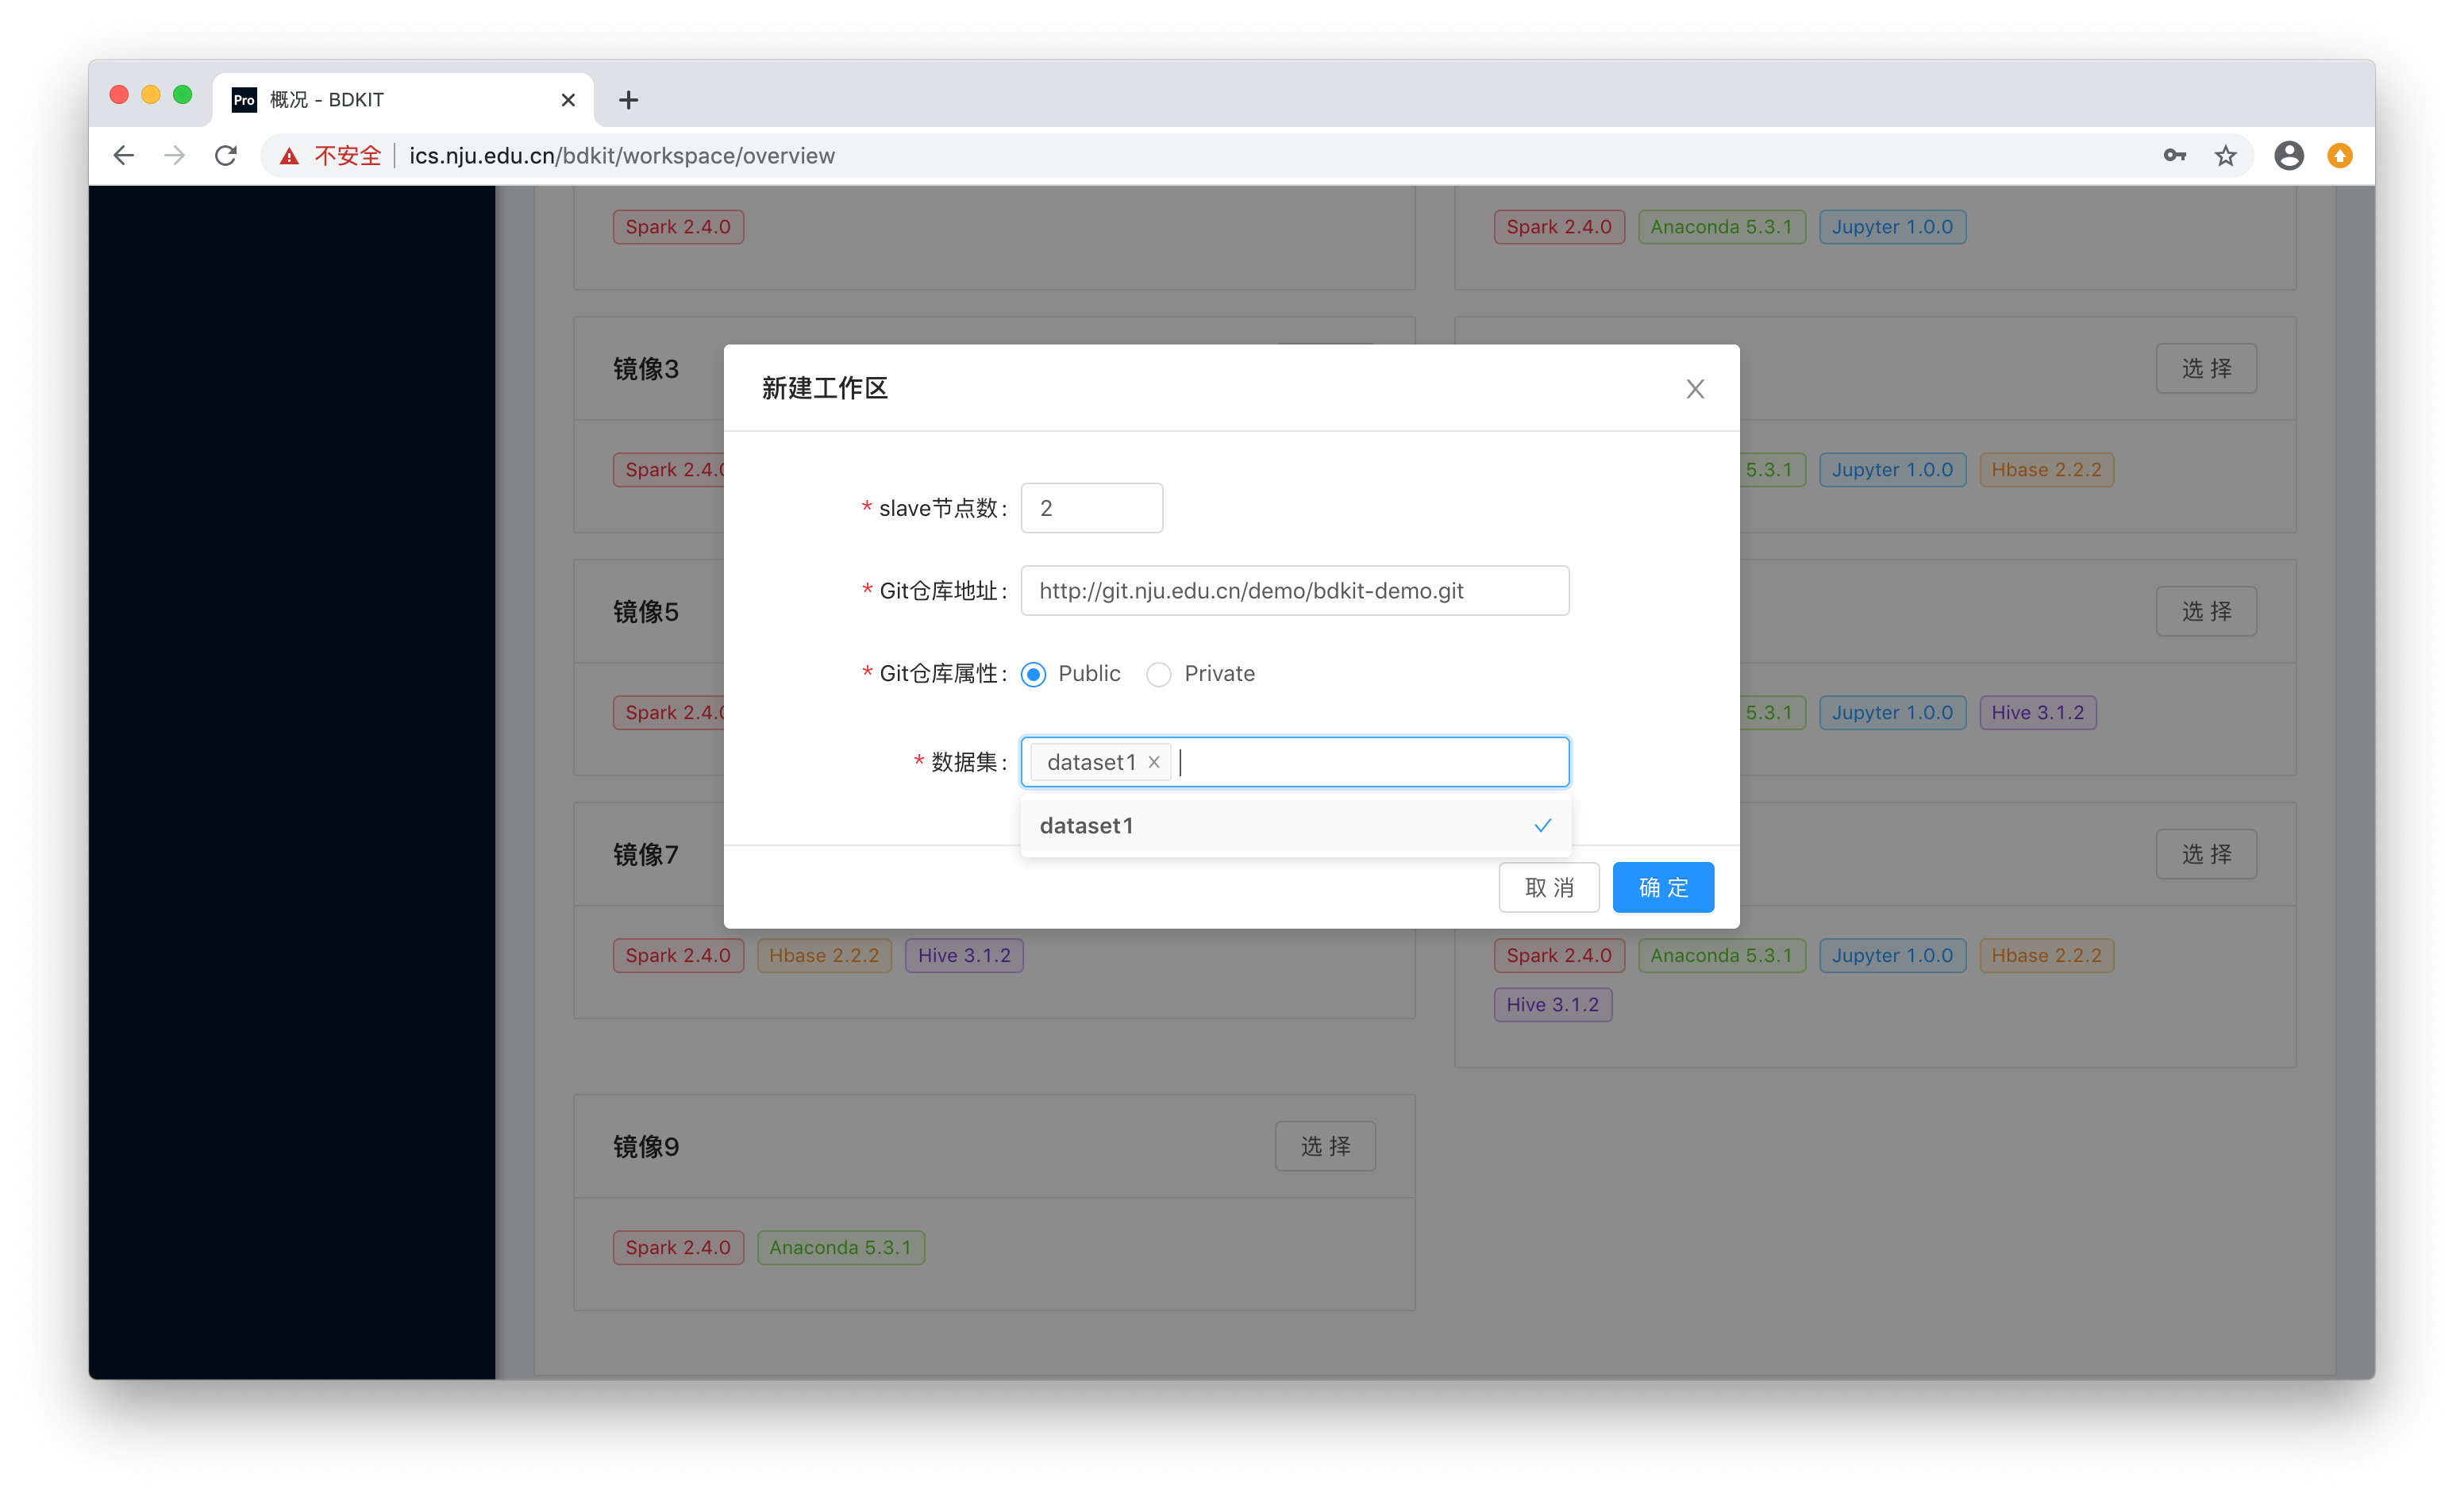 Pro 概况 - BDKIT
不安全 ics.nju.edu.cn/bdkit/workspace/overview
Spark 2.4.0
Spark 2.4.0 Anaconda 5.3.1 Jupyter 1.0.0
镜像3
选 择
Spark 2.4.0
5.3.1 Jupyter 1.0.0 Hbase 2.2.2
新建工作区
* slave节点数: 2
* Git仓库地址: http://git.nju.edu.cn/demo/bdkit-demo.git
* Git仓库属性: Public Private
* 数据集: dataset1
dataset1
取 消 确 定
镜像5
选 择
Spark 2.4.0
5.3.1 Jupyter 1.0.0 Hive 3.1.2
镜像7
选 择
Spark 2.4.0 Hbase 2.2.2 Hive 3.1.2
Spark 2.4.0 Anaconda 5.3.1 Jupyter 1.0.0 Hbase 2.2.2
Hive 3.1.2
镜像9
选 择
Spark 2.4.0 Anaconda 5.3.1